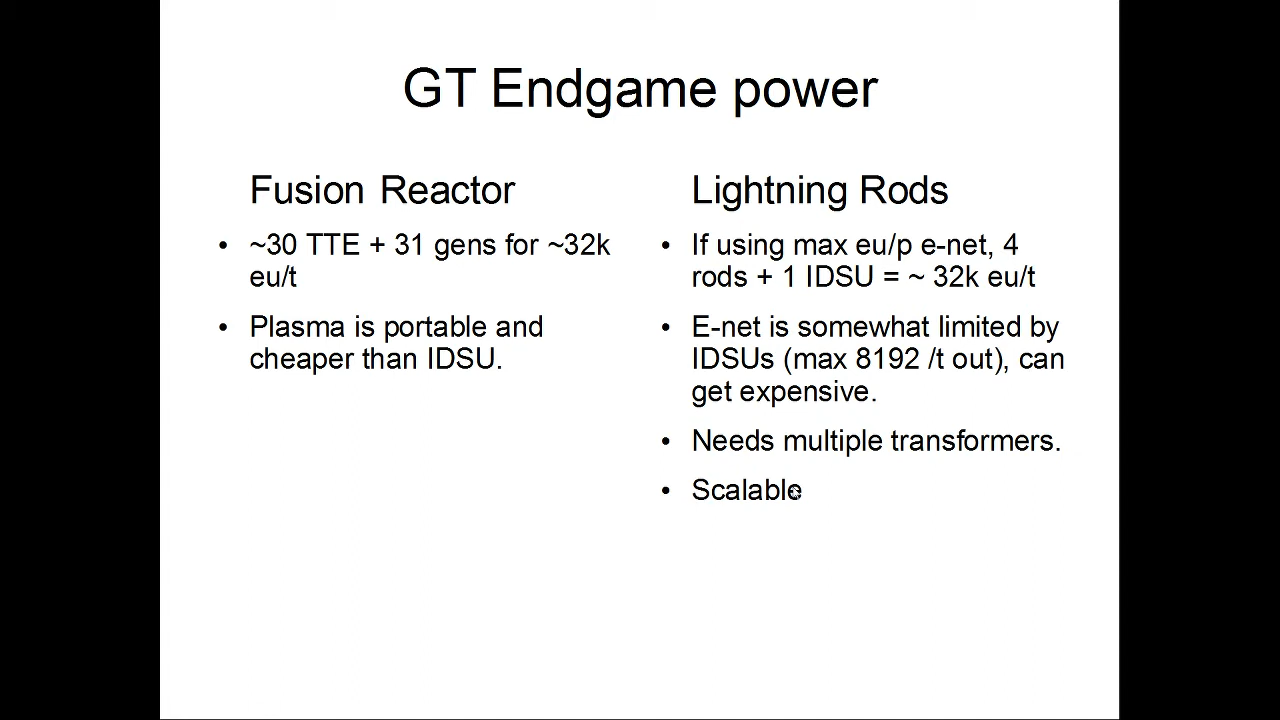 GT Endgame power
Fusion Reactor
• ~30 TTE + 31 gens for ~32k
eu/t
• Plasma is portable and
cheaper than IDSU.
Lightning Rods
• If using max eu/p e-net, 4
rods + 1 IDSU = ~ 32k eu/t
• E-net is somewhat limited by
IDSUs (max 8192 /t out), can
get expensive.
• Needs multiple transformers.
• Scalable